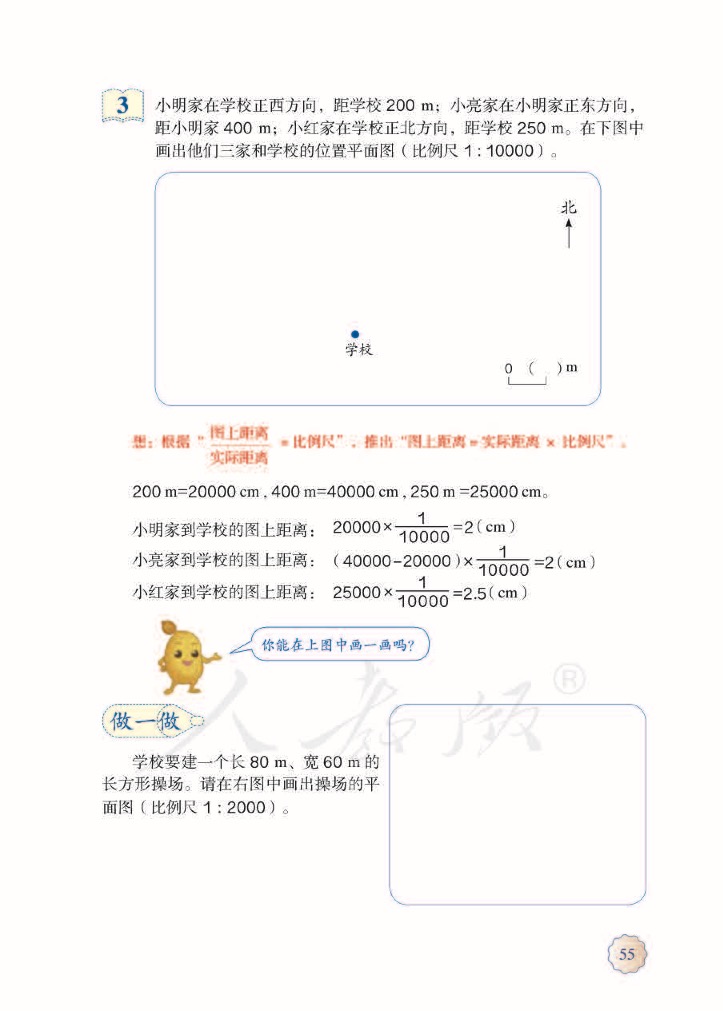 3
小明家在学校正西方向，距学校 200 m；小亮家在小明家正东方向，
距小明家 400 m；小红家在学校正北方向，距学校 250 m。在下图中
画出他们三家和学校的位置平面图（比例尺 1：10000）。
北
学校
0 （ ）m
想：根据“图上距离/实际距离=比例尺”，推出“图上距离=实际距离×比例尺”。
200 m=20000 cm，400 m=40000 cm，250 m =25000 cm。
小明家到学校的图上距离：20000×1/10000=2（cm）
小亮家到学校的图上距离：（40000-20000）×1/10000=2（cm）
小红家到学校的图上距离：25000×1/10000=2.5（cm）
你能在上图中画一画吗？
人教版®
做一做
学校要建一个长 80 m、宽 60 m 的
长方形操场。请在右图中画出操场的平
面图（比例尺 1：2000）。
55